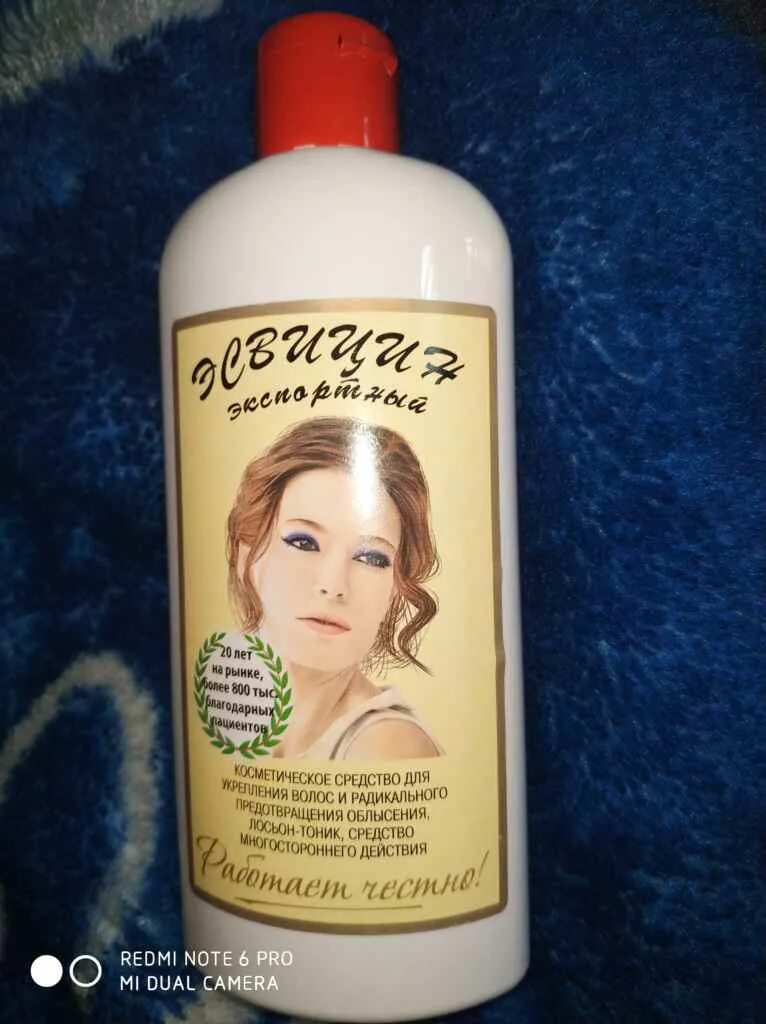 ЭСВИЦИН
экспортный
20 лет
на рынке,
более 800 тыс.
благодарных
пациентов
КОСМЕТИЧЕСКОЕ СРЕДСТВО ДЛЯ
УКРЕПЛЕНИЯ ВОЛОС И РАДИКАЛЬНОГО
ПРЕДОТВРАЩЕНИЯ ОБЛЫСЕНИЯ,
ЛОСЬОН-ТОНИК, СРЕДСТВО
МНОГОСТОРОННЕГО ДЕЙСТВИЯ
Работает честно!
REDMI NOTE 6 PRO
MI DUAL CAMERA